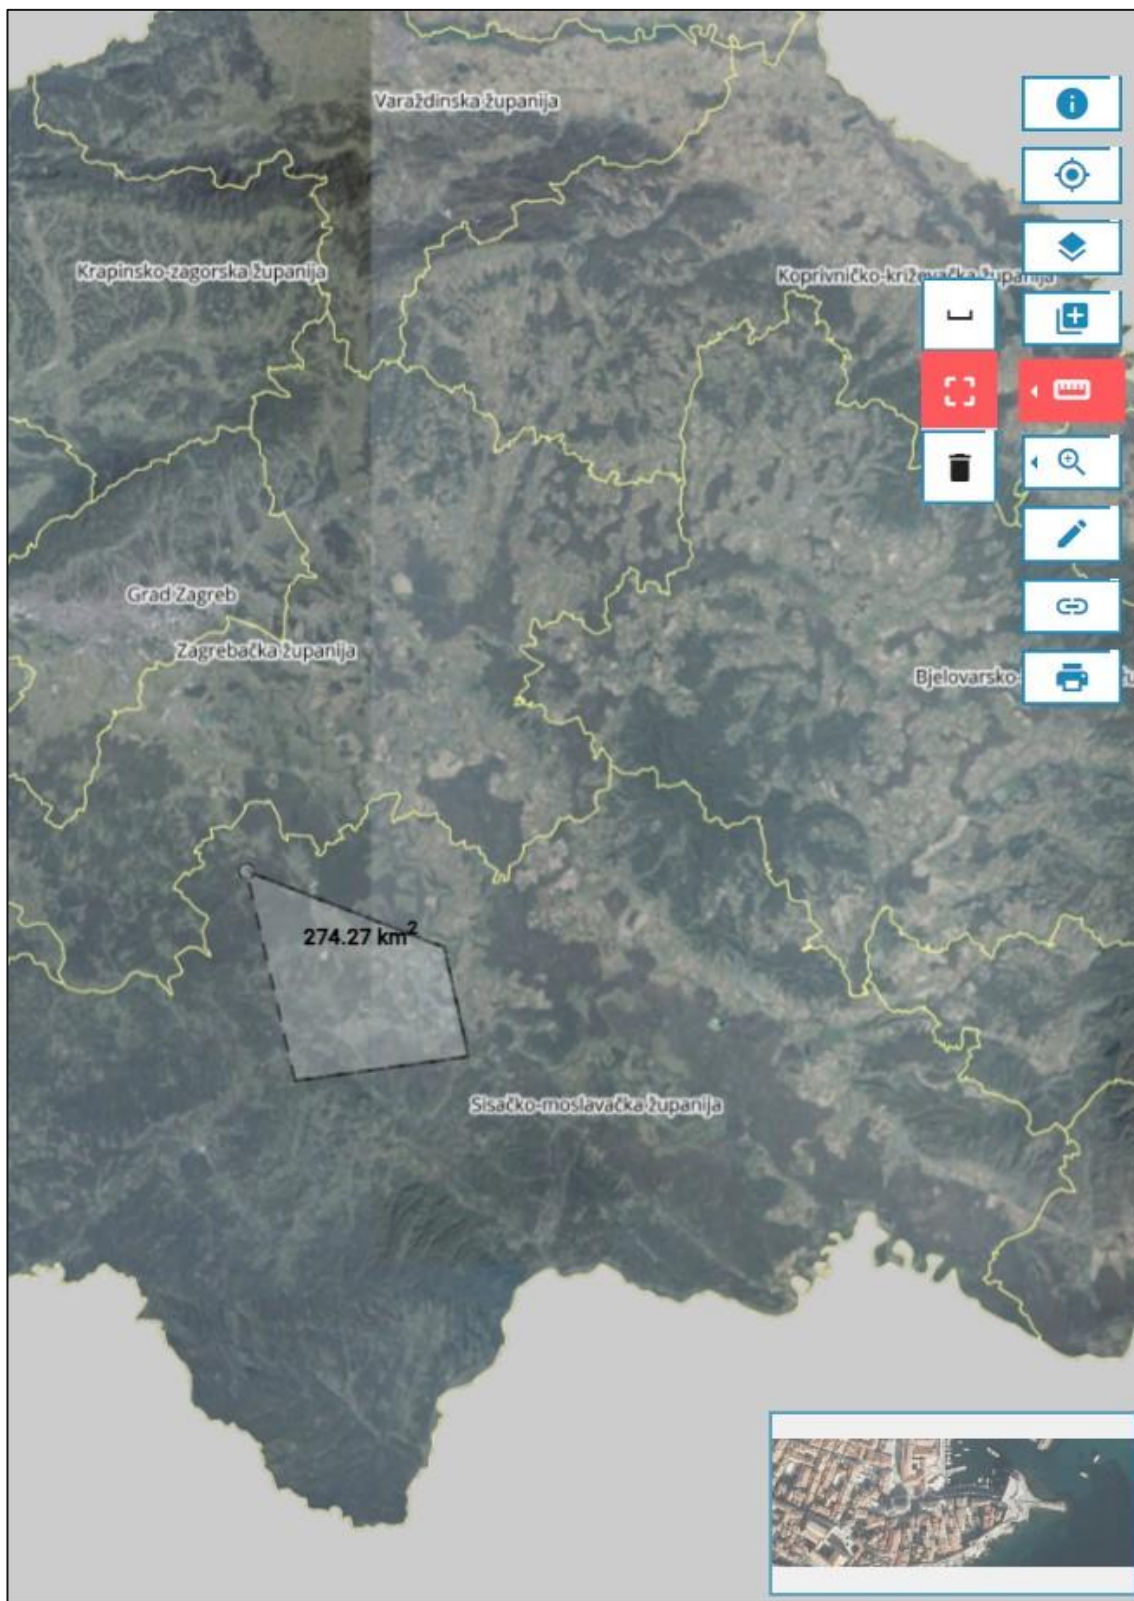 Varaždinska županija
Krapinsko-zagorska županija
Koprivničko-križevačka županija
Grad Zagreb
Zagrebačka županija
Bjelovarsko-
274.27 km²
Sisačko-moslavačka županija